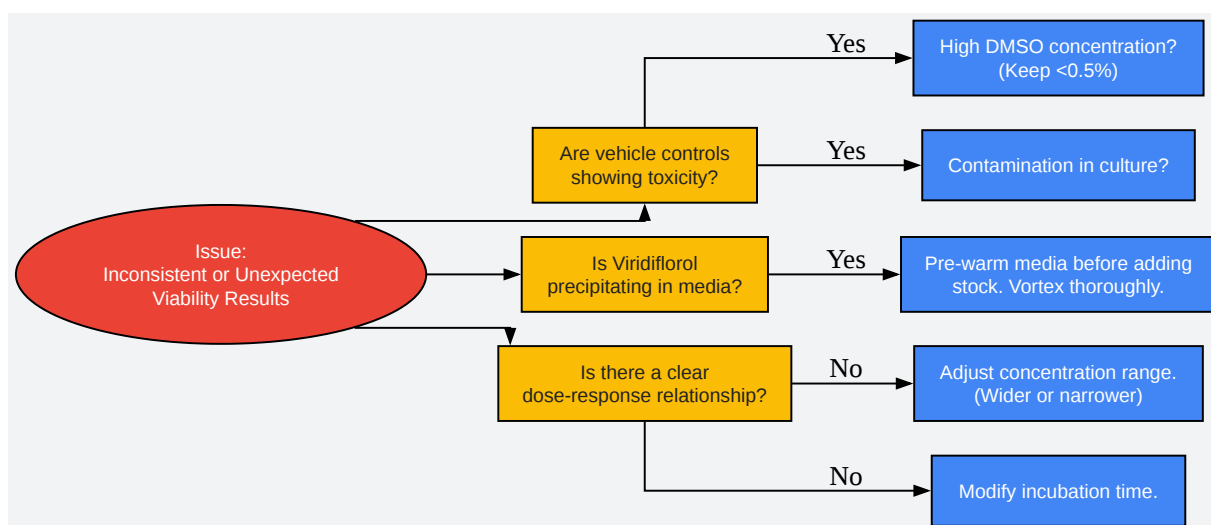 Issue:
Inconsistent or Unexpected
Viability Results
Are vehicle controls
showing toxicity?
Yes
High DMSO concentration?
(Keep <0.5%)
Yes
Contamination in culture?
Is Viridiflorol
precipitating in media?
Yes
Pre-warm media before adding
stock. Vortex thoroughly.
Is there a clear
dose-response relationship?
No
Adjust concentration range.
(Wider or narrower)
No
Modify incubation time.